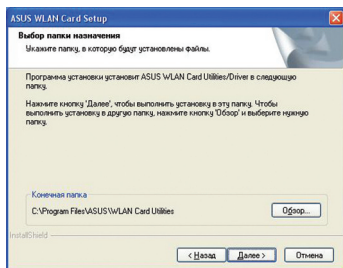 ASUS WLAN Card Setup
Выбор папки назначения
Укажите папку, в которую будут установлены файлы.
Программа установки установит ASUS WLAN Card Utilities/Driver в следующую
папку.
Нажмите кнопку 'Далее', чтобы выполнить установку в эту папку. Чтобы
выполнить установку в другую папку, нажмите кнопку 'Обзор' и выберите нужную
папку.
Конечная папка
C:\Program Files\ASUS\WLAN Card Utilities
Обзор...
InstallShield
< Назад
Далее >
Отмена